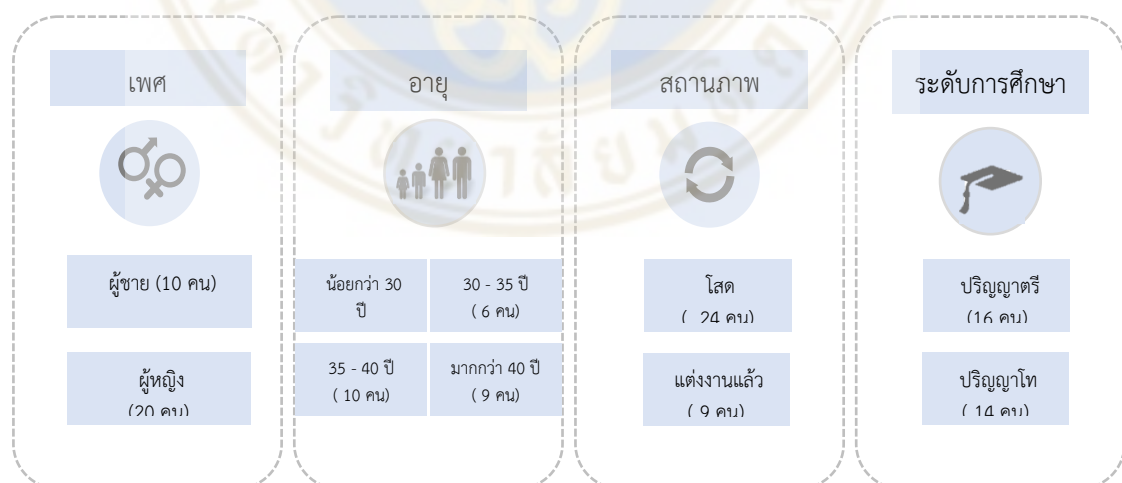 เพศ
ผู้ชาย (10 คน)
ผู้หญิง
(20 คน)
อายุ
น้อยกว่า 30
ปี
30 - 35 ปี
( 6 คน)
35 - 40 ปี
( 10 คน)
มากกว่า 40 ปี
( 9 คน)
สถานภาพ
โสด
( 24 คน)
แต่งงานแล้ว
( 9 คน)
ระดับการศึกษา
ปริญญาตรี
(16 คน)
ปริญญาโท
( 14 คน)